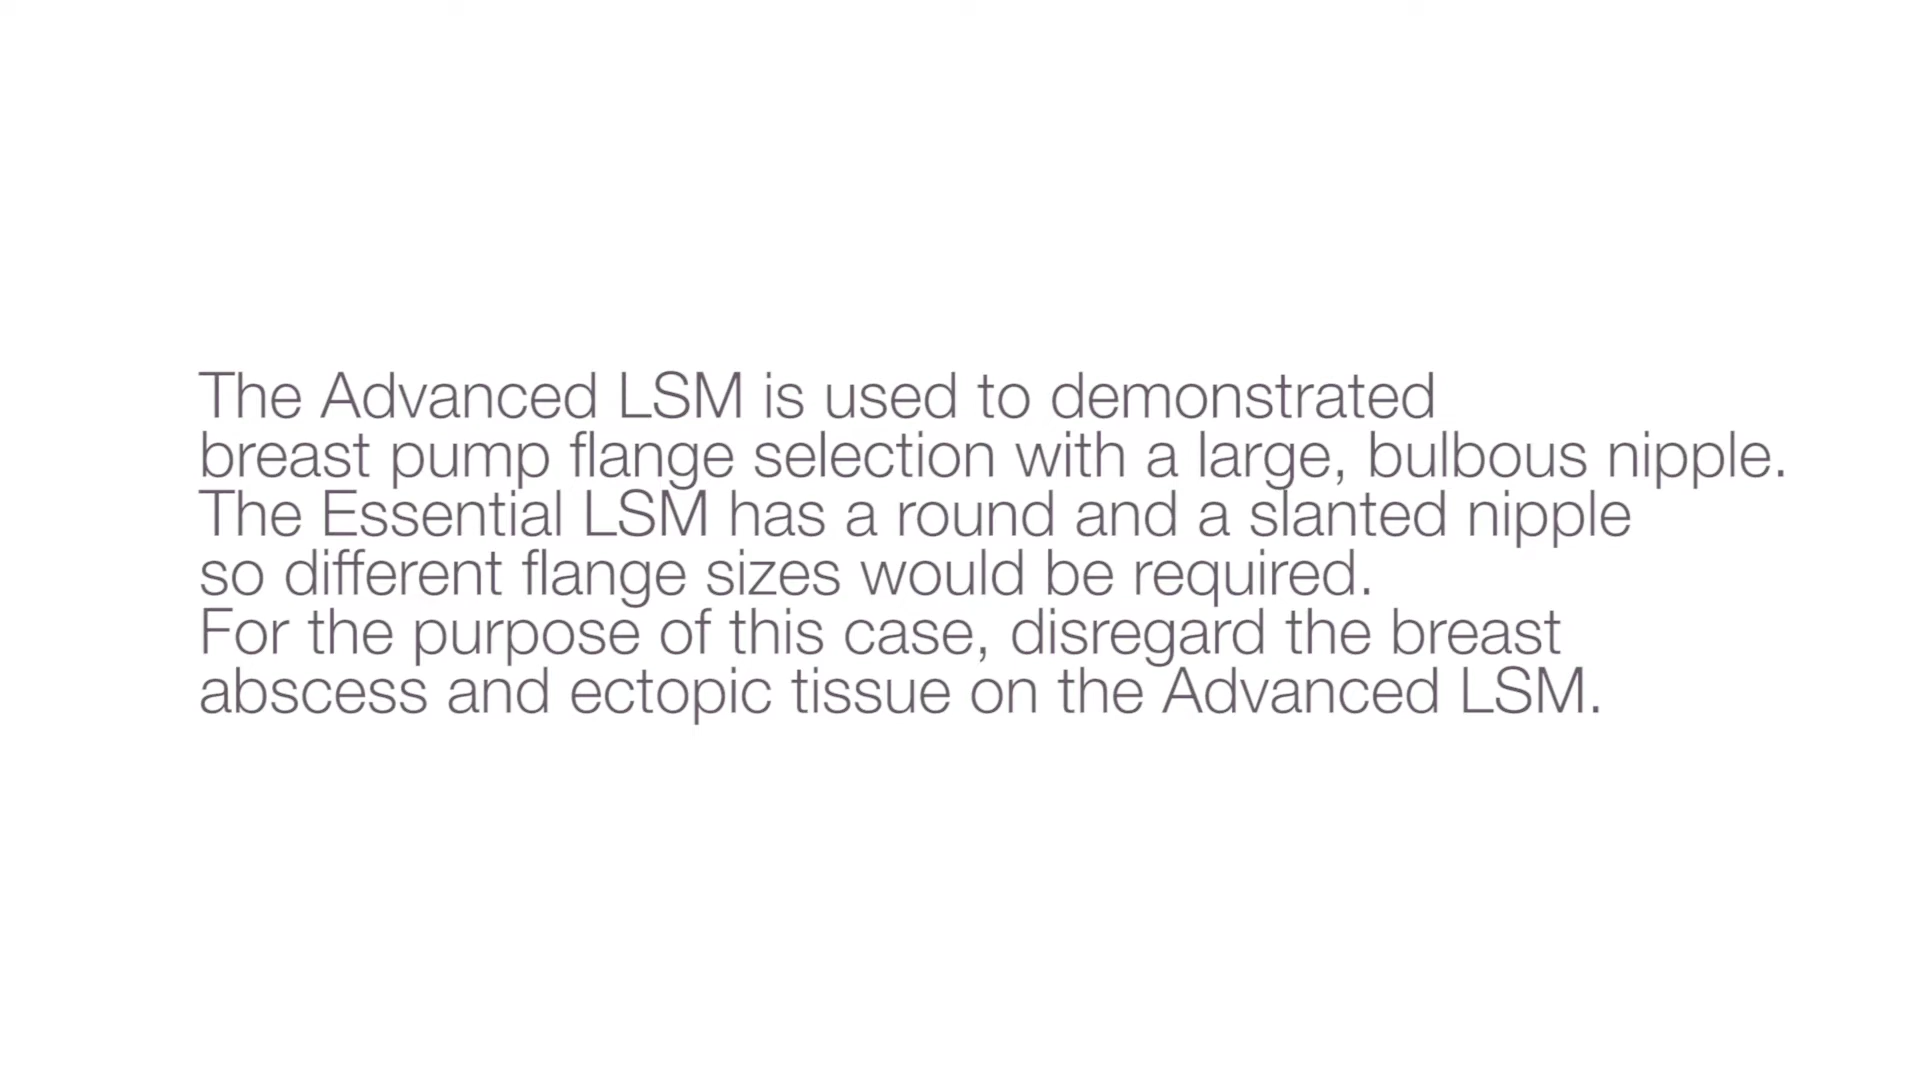 The Advanced LSM is used to demonstrated
breast pump flange selection with a large, bulbous nipple.
The Essential LSM has a round and a slanted nipple
so different flange sizes would be required.
For the purpose of this case, disregard the breast
abscess and ectopic tissue on the Advanced LSM.